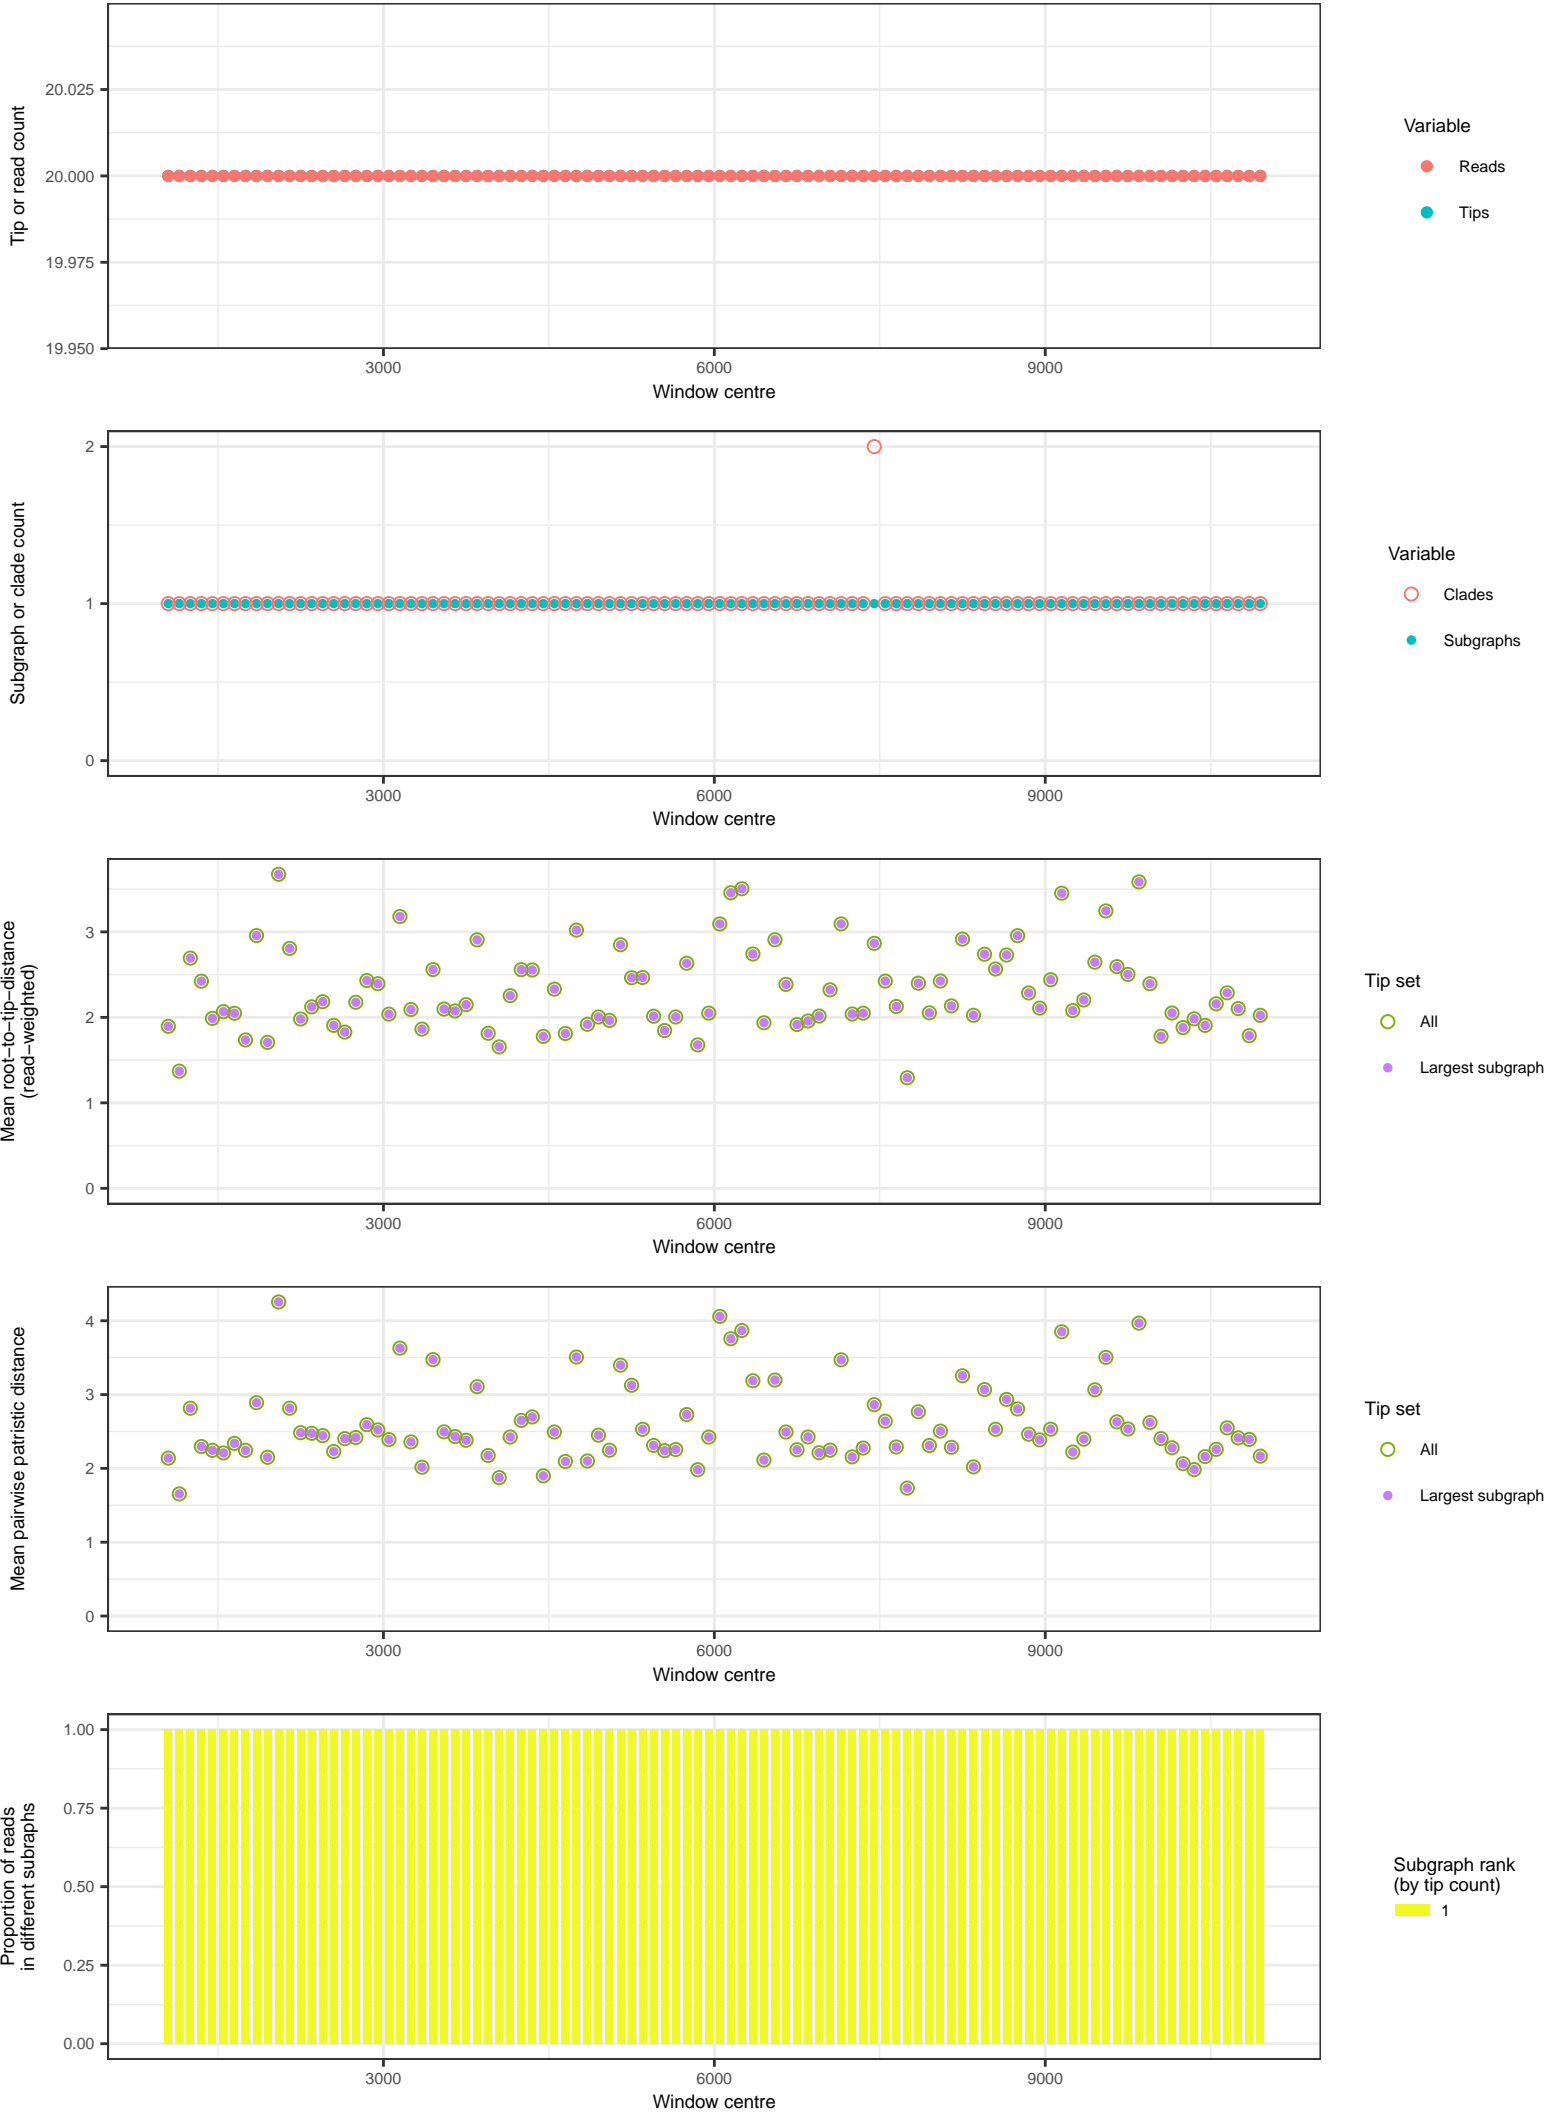 Tip or read count
20.025
20.000
19.975
19.950
3000 6000 9000
Window centre
Variable
Reads
Tips
Subgraph or clade count
2
1
0
3000 6000 9000
Window centre
Variable
Clades
Subgraphs
Mean root−to−tip−distance
(read−weighted)
3
2
1
0
3000 6000 9000
Window centre
Tip set
All
Largest subgraph
Mean pairwise patristic distance
4
3
2
1
0
3000 6000 9000
Window centre
Tip set
All
Largest subgraph
Proportion of reads
in different subraphs
1.00
0.75
0.50
0.25
0.00
3000 6000 9000
Window centre
Subgraph rank
(by tip count)
1